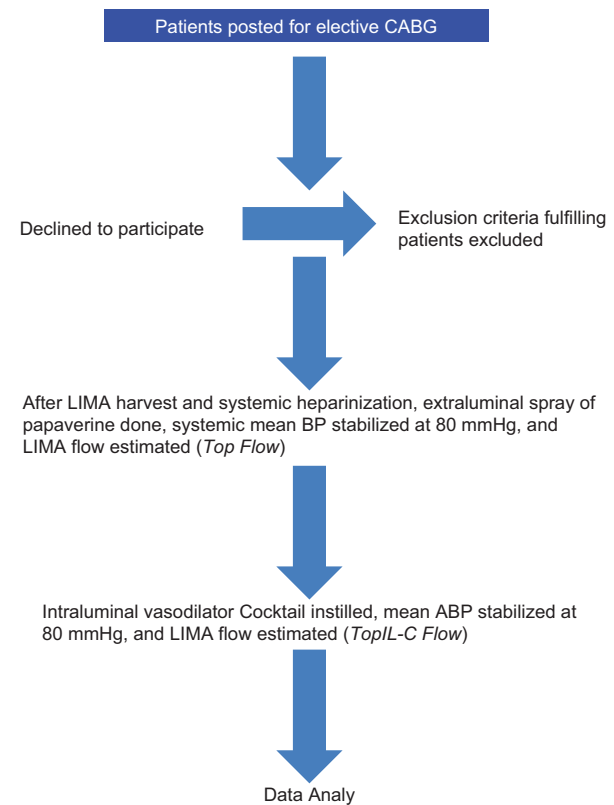 Patients posted for elective CABG
Declined to participate
Exclusion criteria fulfilling
patients excluded
After LIMA harvest and systemic heparinization, extraluminal spray of
papaverine done, systemic mean BP stabilized at 80 mmHg, and
LIMA flow estimated (Top Flow)
Intraluminal vasodilator Cocktail instilled, mean ABP stabilized at
80 mmHg, and LIMA flow estimated (TopIL-C Flow)
Data Analy